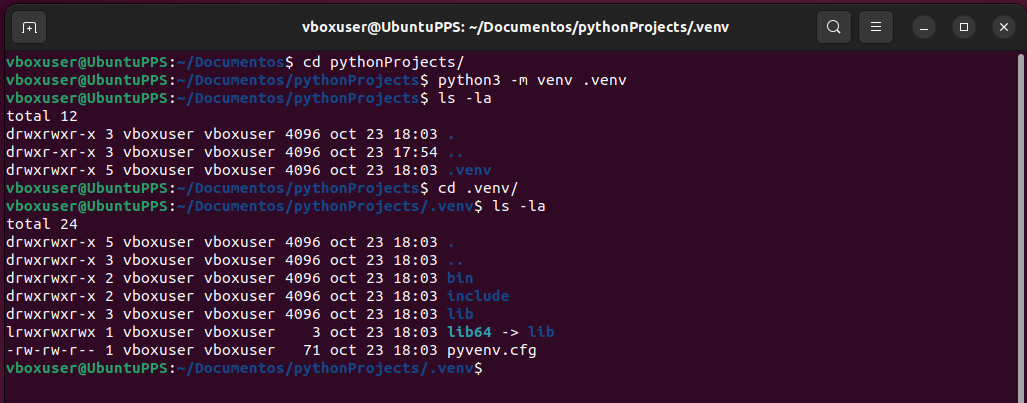 vboxuser@UbuntuPPS: ~/Documentos/pythonProjects/.venv
vboxuser@UbuntuPPS:~/Documentos$ cd pythonProjects/
vboxuser@UbuntuPPS:~/Documentos/pythonProjects$ python3 -m venv .venv
vboxuser@UbuntuPPS:~/Documentos/pythonProjects$ ls -la
total 12
drwxrwxr-x 3 vboxuser vboxuser 4096 oct 23 18:03 .
drwxr-xr-x 3 vboxuser vboxuser 4096 oct 23 17:54 ..
drwxrwxr-x 5 vboxuser vboxuser 4096 oct 23 18:03 .venv
vboxuser@UbuntuPPS:~/Documentos/pythonProjects$ cd .venv/
vboxuser@UbuntuPPS:~/Documentos/pythonProjects/.venv$ ls -la
total 24
drwxrwxr-x 5 vboxuser vboxuser 4096 oct 23 18:03 .
drwxrwxr-x 3 vboxuser vboxuser 4096 oct 23 18:03 ..
drwxrwxr-x 2 vboxuser vboxuser 4096 oct 23 18:03 bin
drwxrwxr-x 2 vboxuser vboxuser 4096 oct 23 18:03 include
drwxrwxr-x 3 vboxuser vboxuser 4096 oct 23 18:03 lib
lrwxrwxrwx 1 vboxuser vboxuser    3 oct 23 18:03 lib64 -> lib
-rw-rw-r-- 1 vboxuser vboxuser   71 oct 23 18:03 pyvenv.cfg
vboxuser@UbuntuPPS:~/Documentos/pythonProjects/.venv$